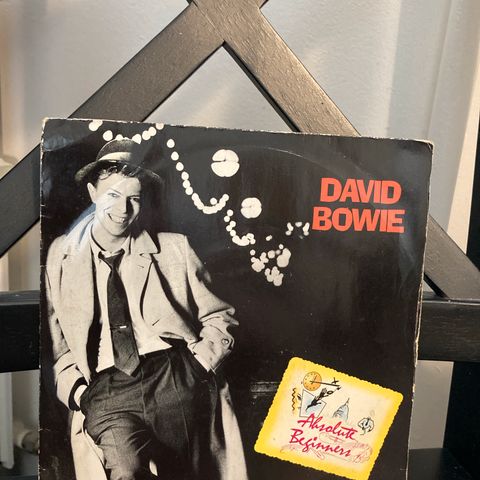 DAVID
BOWIE
Absolute
Beginners